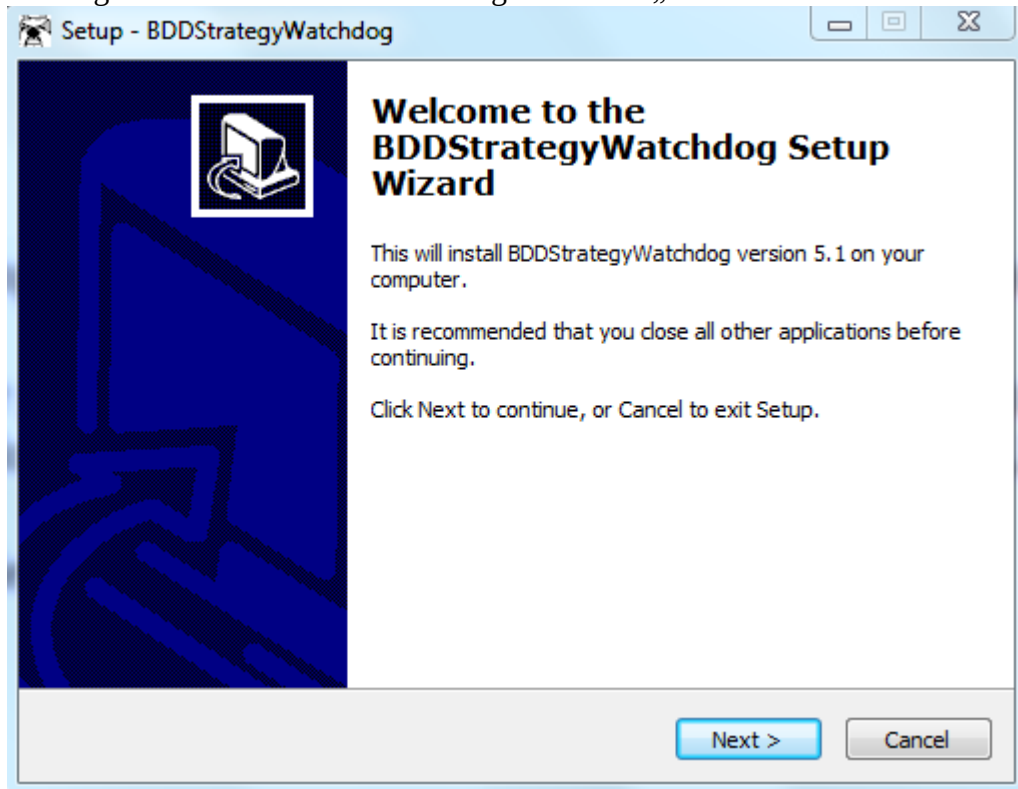 Setup - BDDStrategyWatchdog
Welcome to the
BDDStrategyWatchdog Setup
Wizard
This will install BDDStrategyWatchdog version 5.1 on your
computer.
It is recommended that you close all other applications before
continuing.
Click Next to continue, or Cancel to exit Setup.
Next >
Cancel